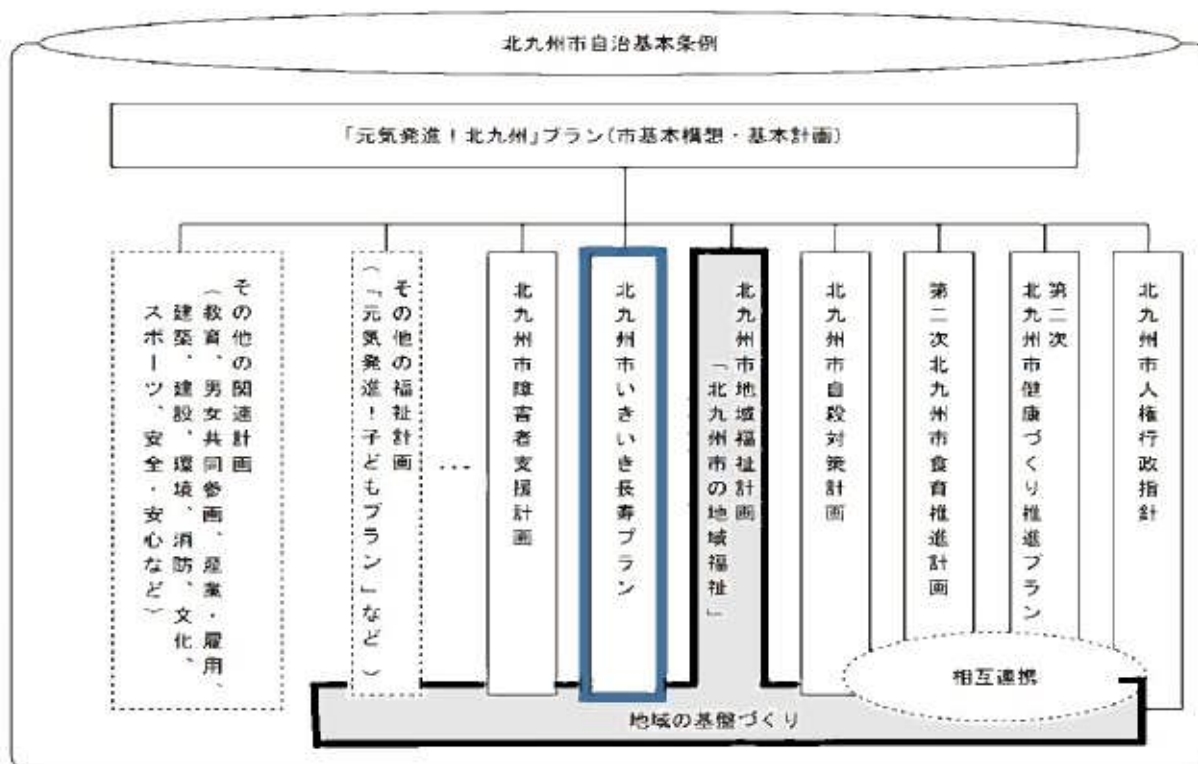 北九州市自治基本条例
「元気発進！北九州」プラン（市基本構想・基本計画）
北九州市人権行政指針
第二次
北九州市健康づくり推進プラン
第二次北九州市食育推進計画
北九州市自殺対策計画
北九州市地域福祉計画
「北九州市の地域福祉」
北九州市いきいき長寿プラン
北九州市障害者支援計画
…
その他の福祉計画
（「元気発進！子どもプラン」など）
その他の関連計画
（教育、男女共同参画、産業・雇用、
建築、建設、環境、消防、文化、
スポーツ、安全・安心など）
相互連携
地域の基盤づくり